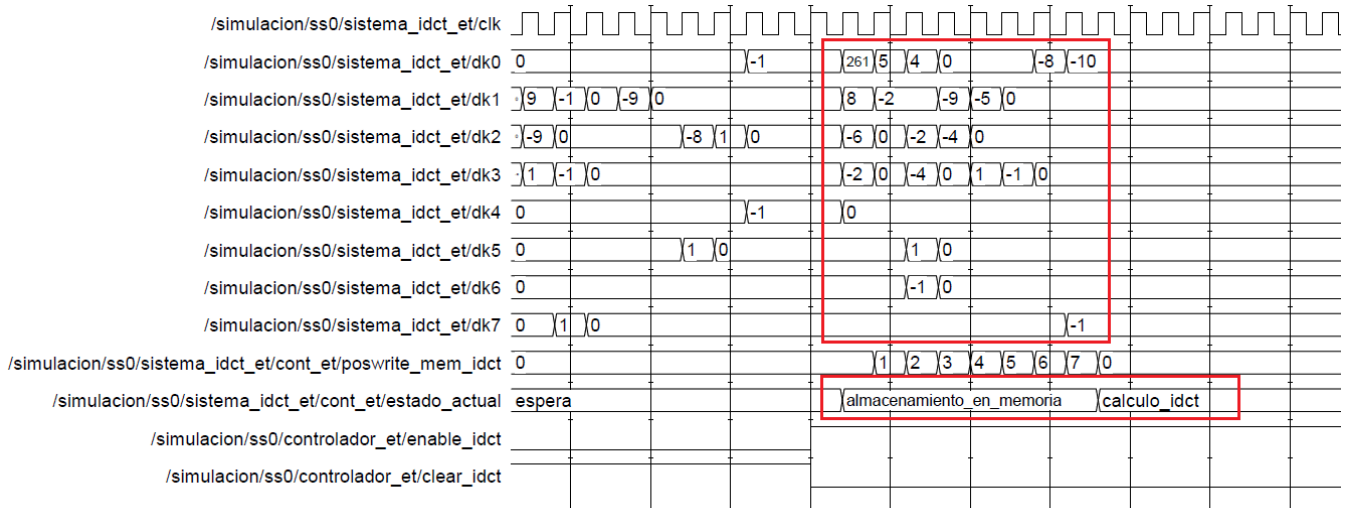 /simulacion/ss0/sistema_idct_et/clk
/simulacion/ss0/sistema_idct_et/dk0 0 -1 261 5 4 0 -8 -10
/simulacion/ss0/sistema_idct_et/dk1 9 -1 0 -9 0 8 -2 -9 -5 0
/simulacion/ss0/sistema_idct_et/dk2 -9 0 -8 1 0 -6 0 -2 -4 0
/simulacion/ss0/sistema_idct_et/dk3 1 -1 0 -2 0 -4 0 1 -1 0
/simulacion/ss0/sistema_idct_et/dk4 0 -1 0
/simulacion/ss0/sistema_idct_et/dk5 0 1 0 1 0
/simulacion/ss0/sistema_idct_et/dk6 0 -1 0
/simulacion/ss0/sistema_idct_et/dk7 0 1 0 -1
/simulacion/ss0/sistema_idct_et/cont_et/poswrite_mem_idct 0 1 2 3 4 5 6 7 0
/simulacion/ss0/sistema_idct_et/cont_et/estado_actual espera almacenamiento_en_memoria calculo_idct
/simulacion/ss0/controlador_et/enable_idct
/simulacion/ss0/controlador_et/clear_idct